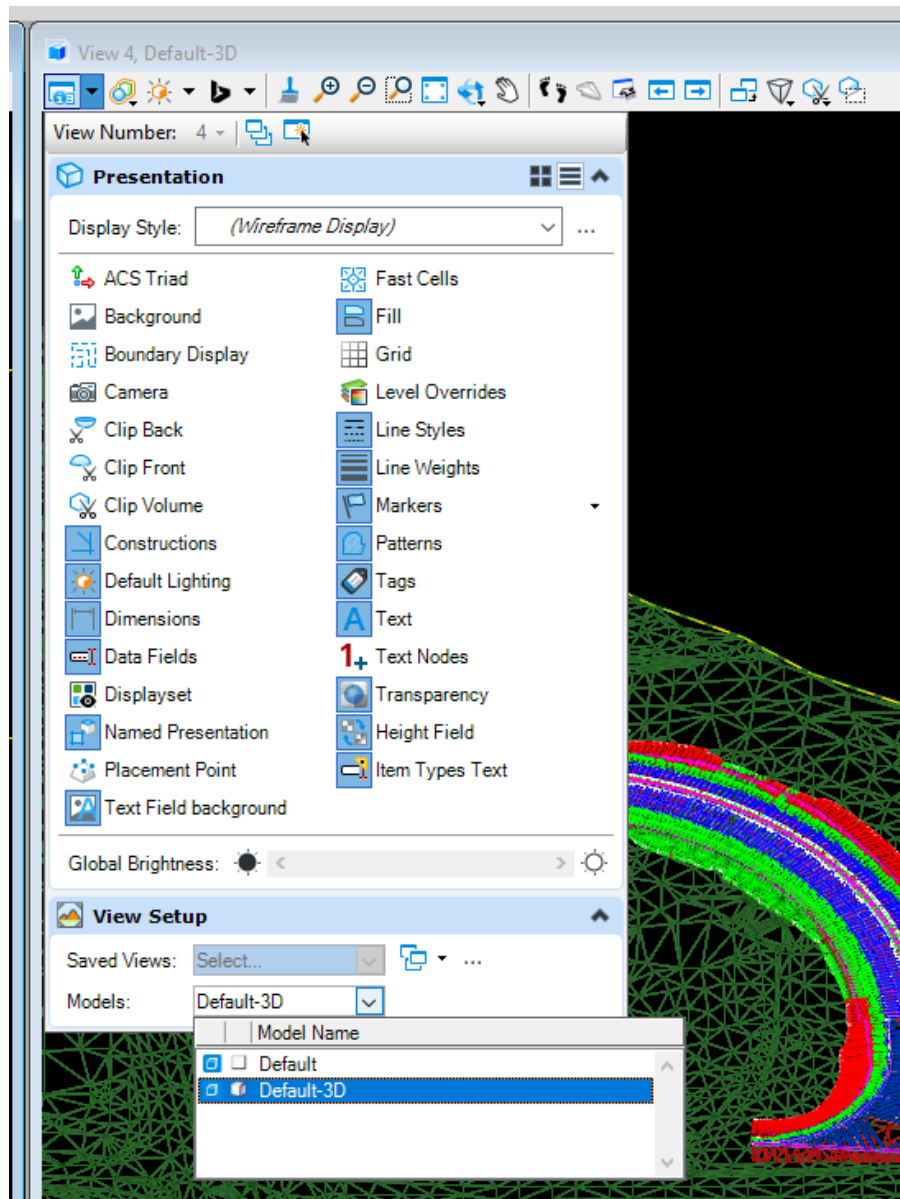 View 4, Default-3D
View Number: 4
Presentation
Display Style: (Wireframe Display) ...
ACS Triad Fast Cells
Background Fill
Boundary Display Grid
Camera Level Overrides
Clip Back Line Styles
Clip Front Line Weights
Clip Volume Markers
Constructions Patterns
Default Lighting Tags
Dimensions Text
Data Fields Text Nodes
Displayset Transparency
Named Presentation Height Field
Placement Point Item Types Text
Text Field background
Global Brightness:
View Setup
Saved Views: Select... ...
Models: Default-3D
Model Name
Default
Default-3D